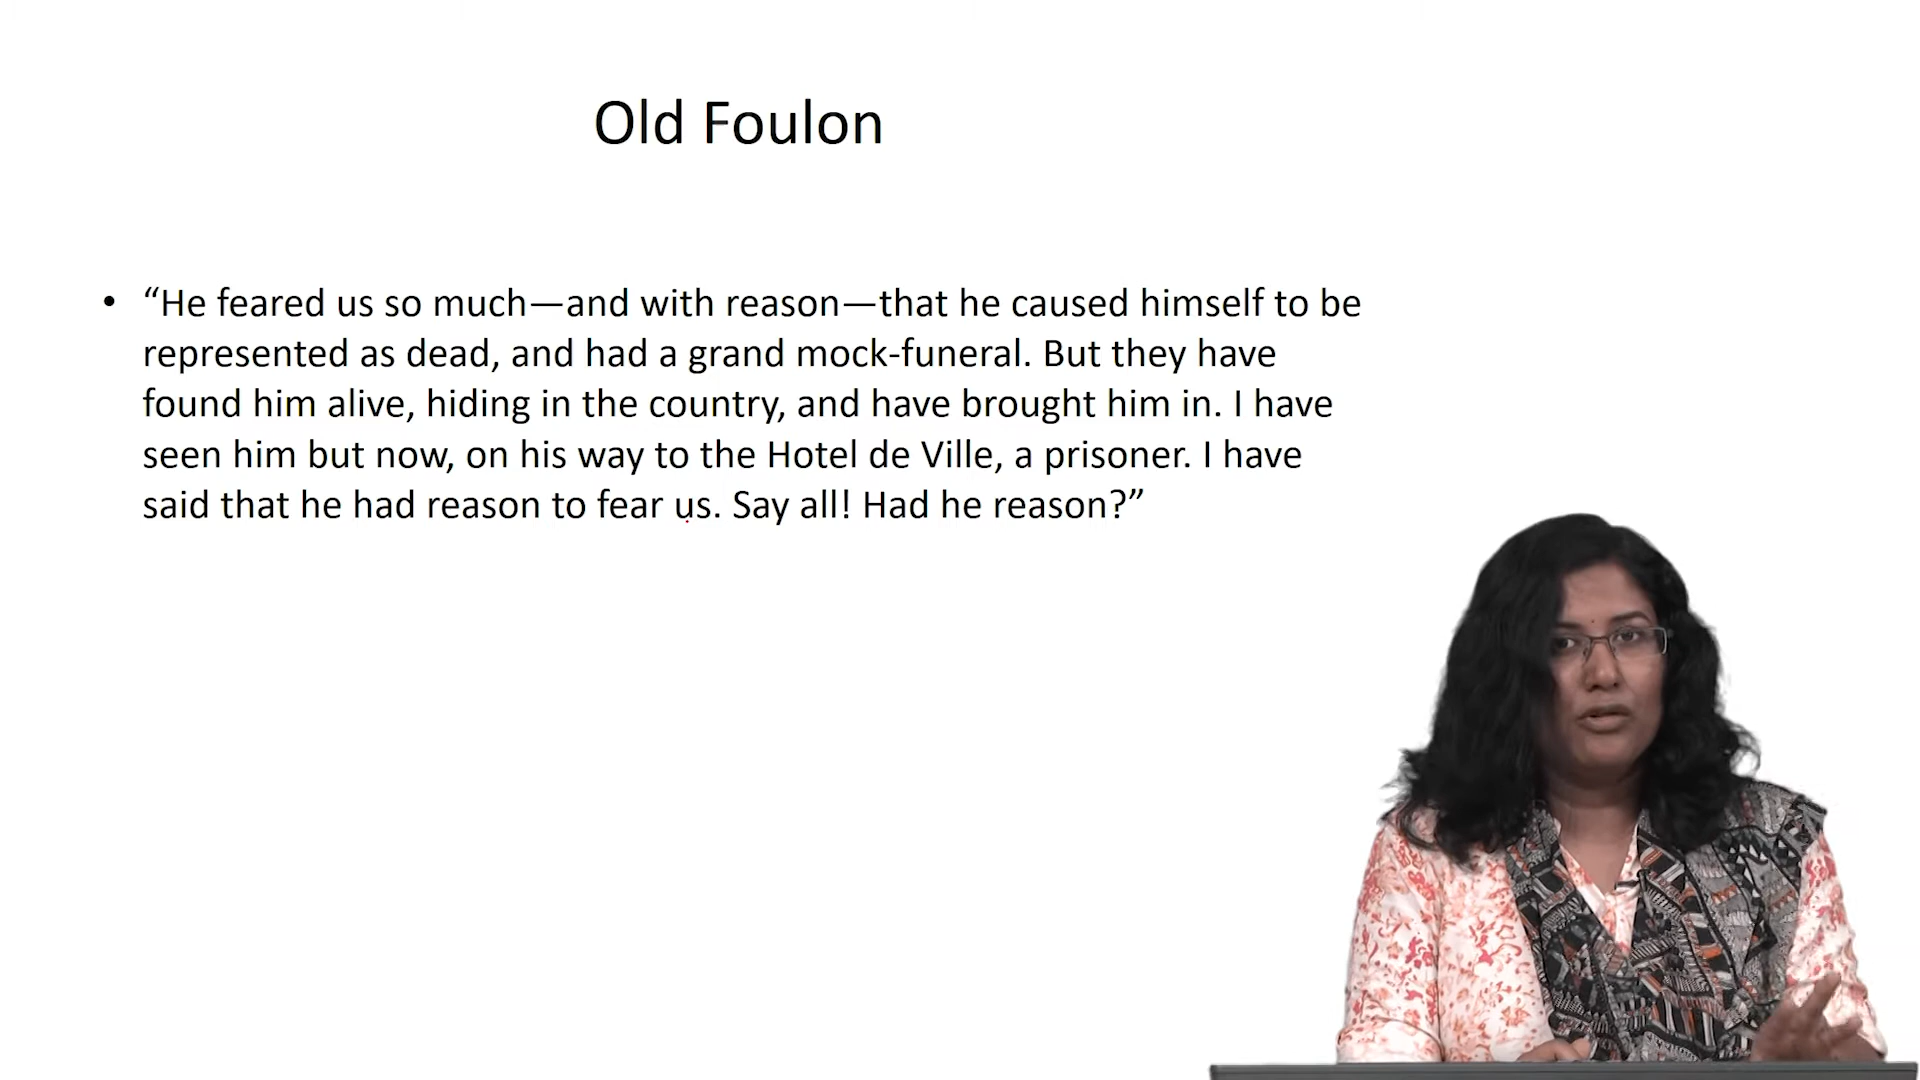 Old Foulon
• “He feared us so much—and with reason—that he caused himself to be
represented as dead, and had a grand mock-funeral. But they have
found him alive, hiding in the country, and have brought him in. I have
seen him but now, on his way to the Hotel de Ville, a prisoner. I have
said that he had reason to fear us. Say all! Had he reason?”